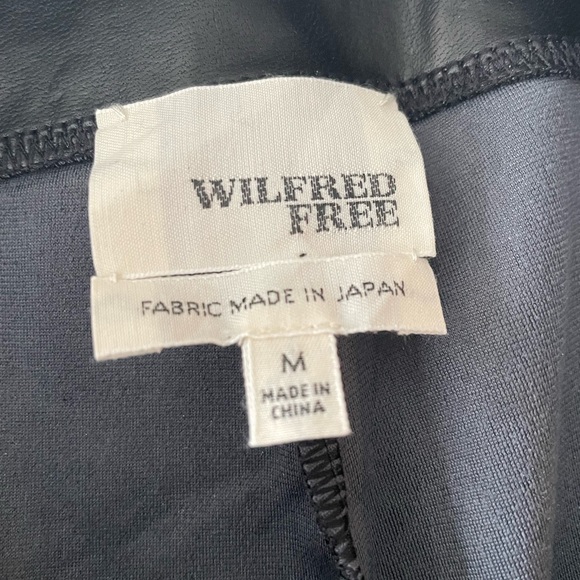 WILFRED
FREE
FABRIC MADE IN JAPAN
M
MADE IN
CHINA